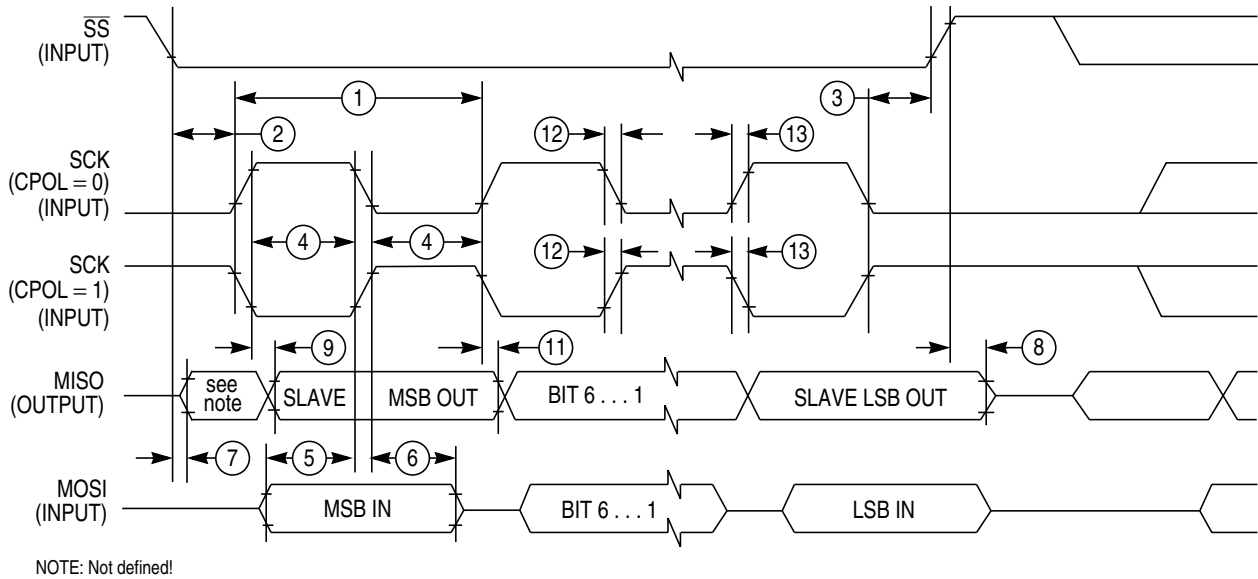 SS
(INPUT)
1
3
2
12
13
SCK
(CPOL = 0)
(INPUT)
4
4
12
13
SCK
(CPOL = 1)
(INPUT)
9
11
8
MISO
(OUTPUT)
see
note
SLAVE
MSB OUT
BIT 6 . . . 1
SLAVE LSB OUT
7
5
6
MOSI
(INPUT)
MSB IN
BIT 6 . . . 1
LSB IN
NOTE: Not defined!